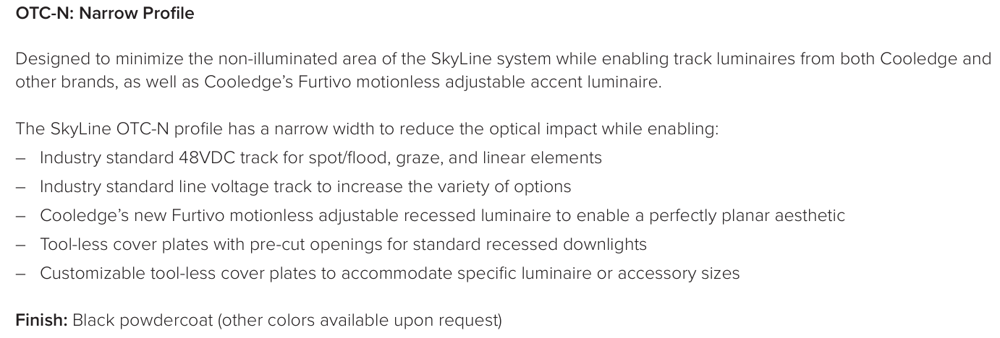 OTC-N: Narrow Profile
Designed to minimize the non-illuminated area of the SkyLine system while enabling track luminaires from both Cooledge and
other brands, as well as Cooledge’s Furtivo motionless adjustable accent luminaire.
The SkyLine OTC-N profile has a narrow width to reduce the optical impact while enabling:
– Industry standard 48VDC track for spot/flood, graze, and linear elements
– Industry standard line voltage track to increase the variety of options
– Cooledge’s new Furtivo motionless adjustable recessed luminaire to enable a perfectly planar aesthetic
– Tool-less cover plates with pre-cut openings for standard recessed downlights
– Customizable tool-less cover plates to accommodate specific luminaire or accessory sizes
Finish: Black powdercoat (other colors available upon request)